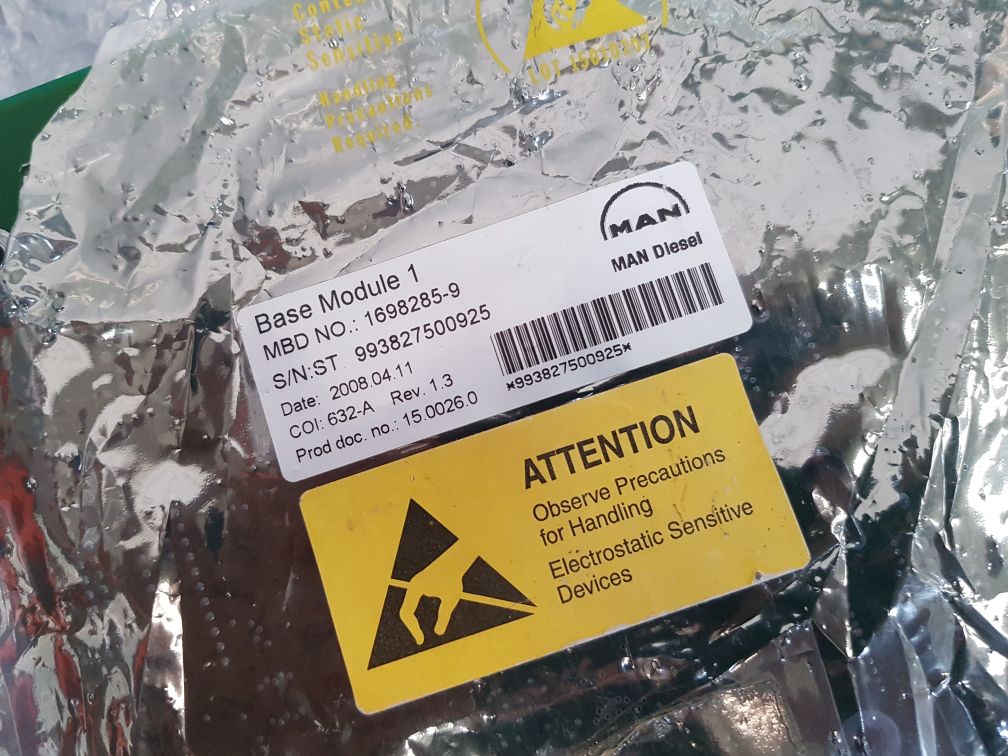 Static
Sensitive
Handling
Precautions
Required
MAN
MAN Diesel
Base Module 1
MBD NO.: 1698285-9
S/N:ST 993827500925
Date: 2008.04.11
COI: 632-A Rev. 1.3
Prod doc. no.: 15.0026.0
*993827500925*
ATTENTION
Observe Precautions
for Handling
Electrostatic Sensitive
Devices